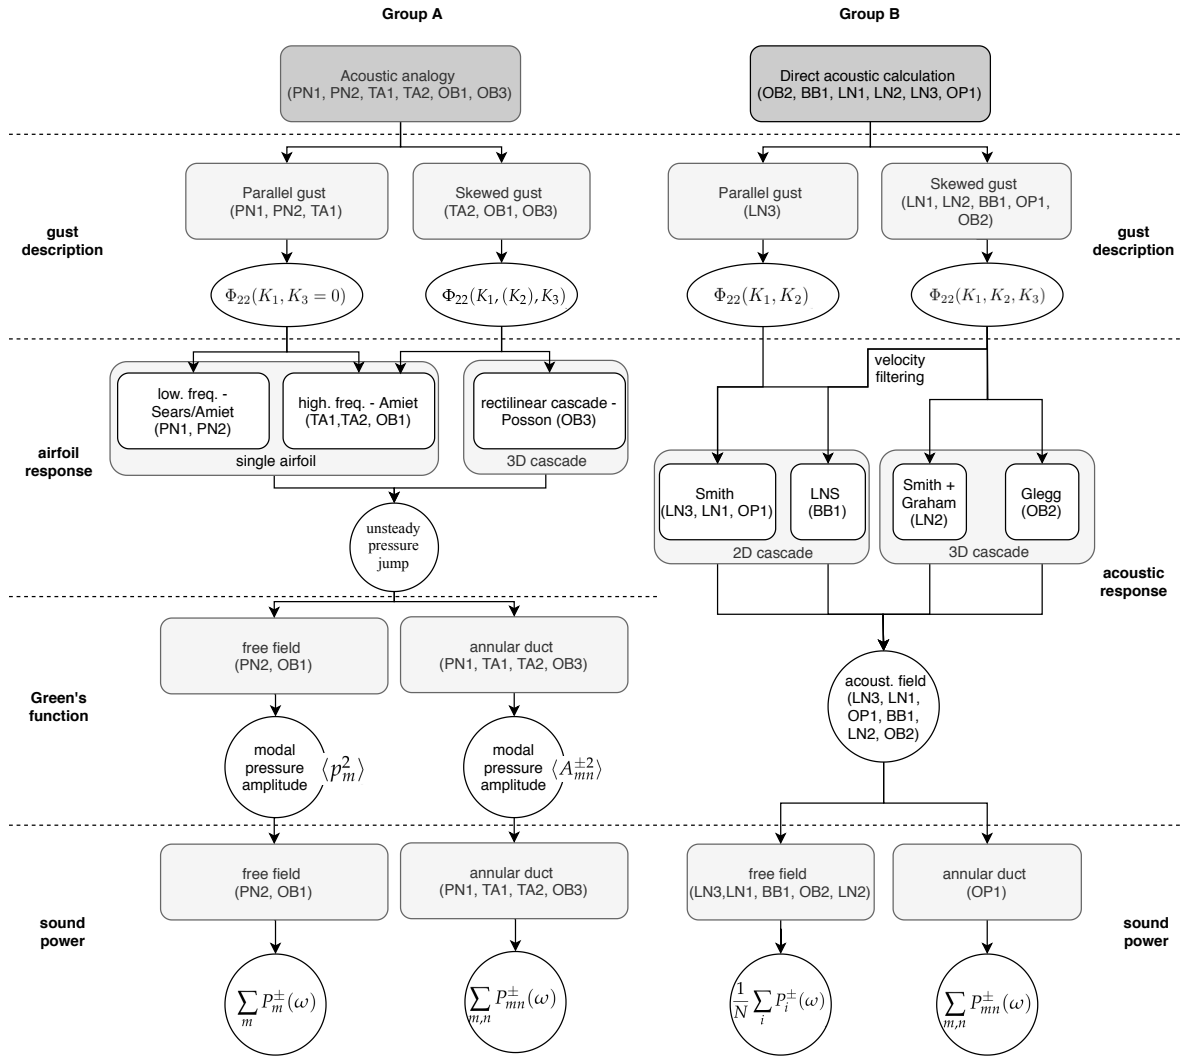 Group A
Group B
Acoustic analogy
(PN1, PN2, TA1, TA2, OB1, OB3)
Direct acoustic calculation
(OB2, BB1, LN1, LN2, LN3, OP1)
gust
description
Parallel gust
(PN1, PN2, TA1)
Skewed gust
(TA2, OB1, OB3)
Parallel gust
(LN3)
Skewed gust
(LN1, LN2, BB1, OP1,
OB2)
gust
description
Φ₂₂(K₁, K₃ = 0)
Φ₂₂(K₁, (K₂), K₃)
Φ₂₂(K₁, K₂)
Φ₂₂(K₁, K₂, K₃)
velocity
filtering
airfoil
response
low. freq. -
Sears/Amiet
(PN1, PN2)
high. freq. - Amiet
(TA1,TA2, OB1)
single airfoil
rectilinear cascade -
Posson (OB3)
3D cascade
Smith
(LN3, LN1, OP1)
LNS
(BB1)
2D cascade
Smith +
Graham
(LN2)
Glegg
(OB2)
3D cascade
unsteady
pressure
jump
acoustic
response
Green's
function
free field
(PN2, OB1)
annular duct
(PN1, TA1, TA2, OB3)
acoust. field
(LN3, LN1,
OP1, BB1,
LN2, OB2)
modal
pressure
amplitude
⟨p²ₘ⟩
modal
pressure
amplitude
⟨A±²ₘₙ⟩
sound
power
free field
(PN2, OB1)
annular duct
(PN1, TA1, TA2, OB3)
free field
(LN3,LN1, BB1, OB2, LN2)
annular duct
(OP1)
sound
power
∑ₘ P±ₘ(ω)
∑ₘ,ₙ P±ₘₙ(ω)
1/N ∑ᵢ P±ᵢ(ω)
∑ₘ,ₙ P±ₘₙ(ω)